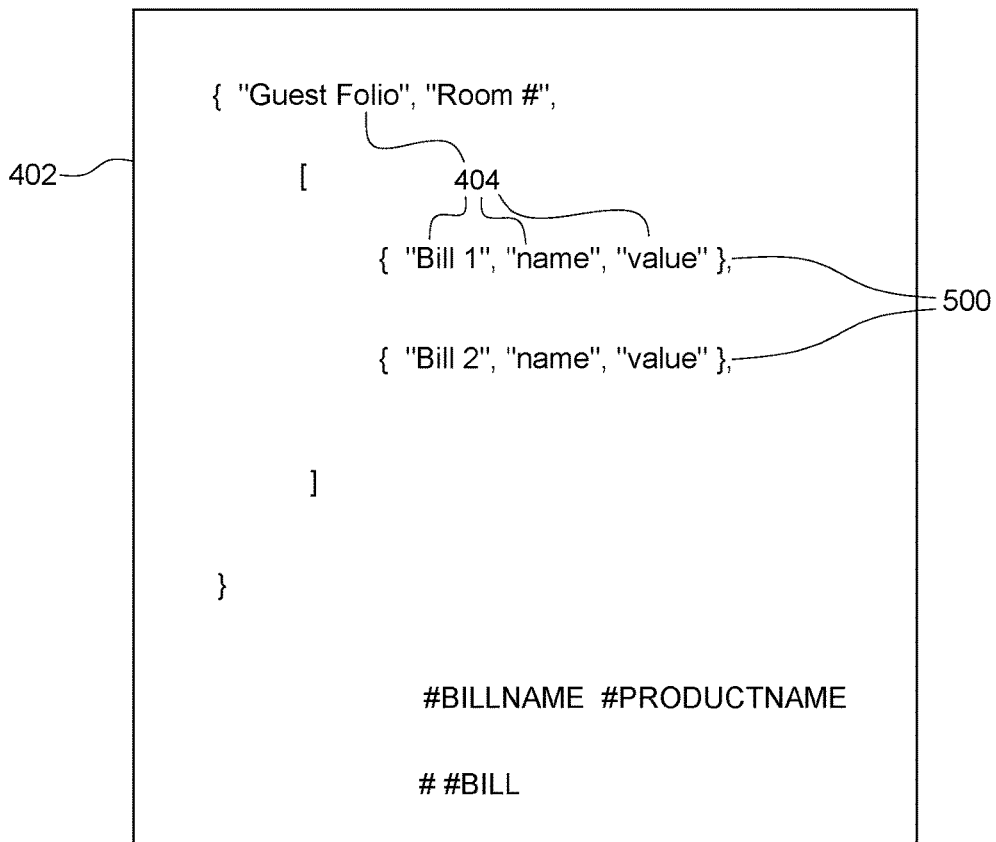 { "Guest Folio", "Room #",
402
[ 404
{ "Bill 1", "name", "value" },
500
{ "Bill 2", "name", "value" },
]
}
#BILLNAME #PRODUCTNAME
# #BILL